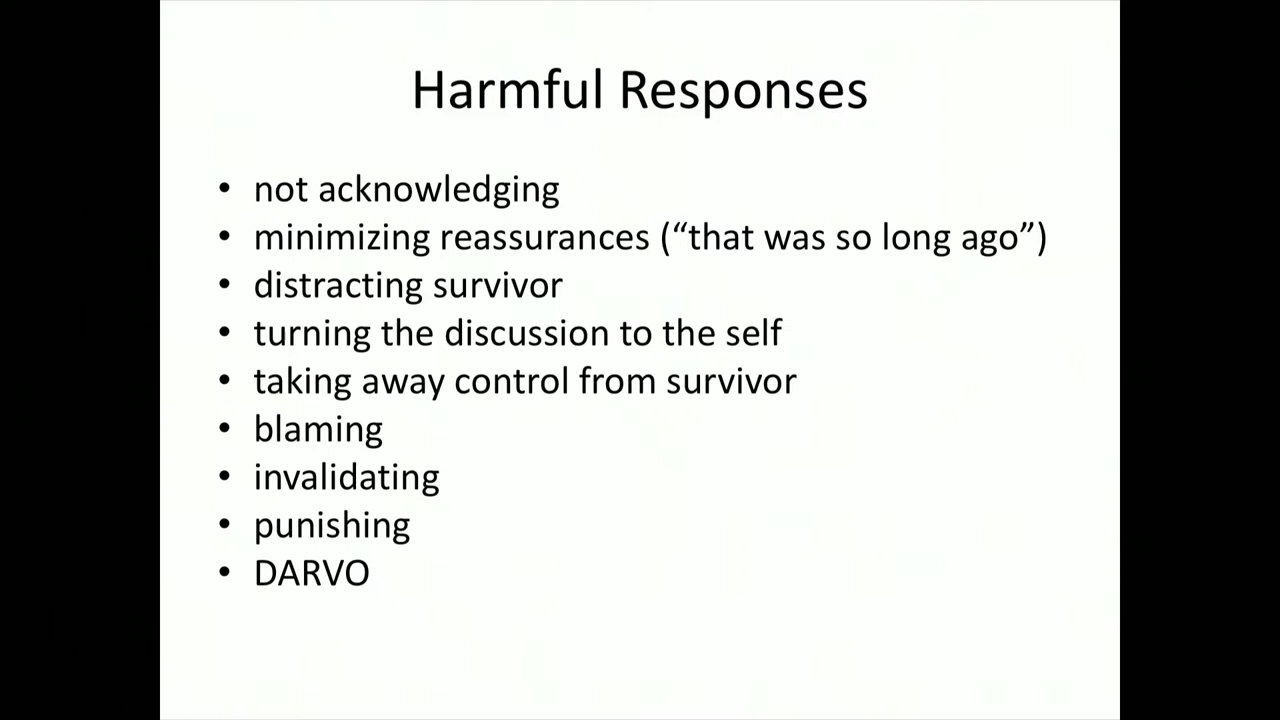 Harmful Responses
• not acknowledging
• minimizing reassurances (“that was so long ago”)
• distracting survivor
• turning the discussion to the self
• taking away control from survivor
• blaming
• invalidating
• punishing
• DARVO